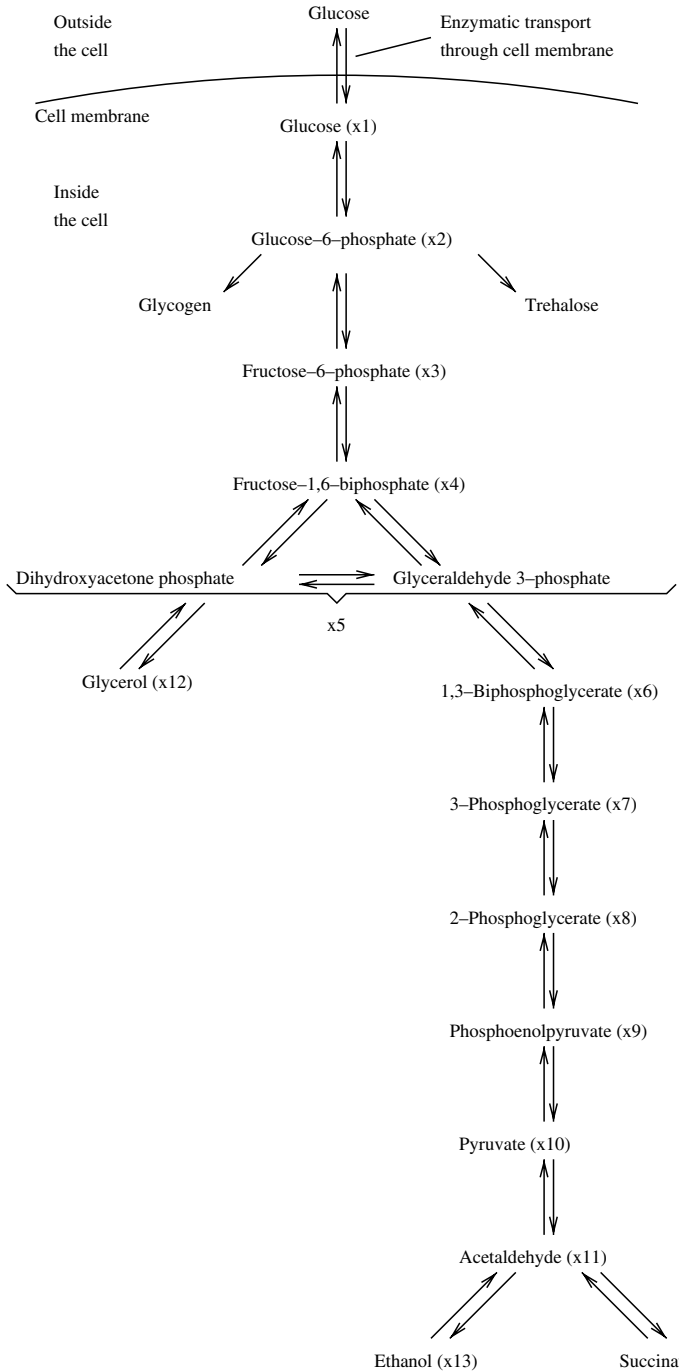 Glucose
Outside
the cell
Enzymatic transport
through cell membrane
Cell membrane
Glucose (x1)
Inside
the cell
Glucose–6–phosphate (x2)
Glycogen
Trehalose
Fructose–6–phosphate (x3)
Fructose–1,6–biphosphate (x4)
Dihydroxyacetone phosphate
Glyceraldehyde 3–phosphate
x5
Glycerol (x12)
1,3–Biphosphoglycerate (x6)
3–Phosphoglycerate (x7)
2–Phosphoglycerate (x8)
Phosphoenolpyruvate (x9)
Pyruvate (x10)
Acetaldehyde (x11)
Ethanol (x13)
Succina